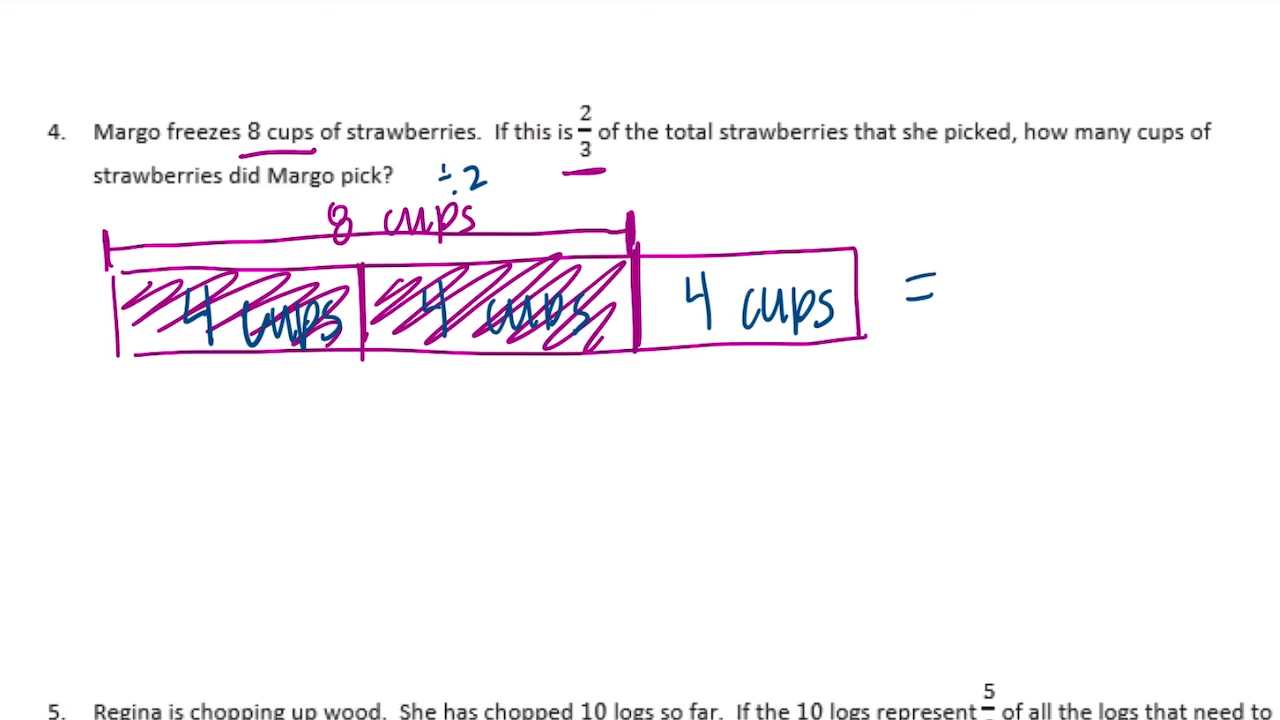 4. Margo freezes 8 cups of strawberries. If this is 2/3 of the total strawberries that she picked, how many cups of
strawberries did Margo pick?
÷2
8 cups
4 cups 4 cups 4 cups =
5. Regina is chopping up wood. She has chopped 10 logs so far. If the 10 logs represent 5 of all the logs that need to